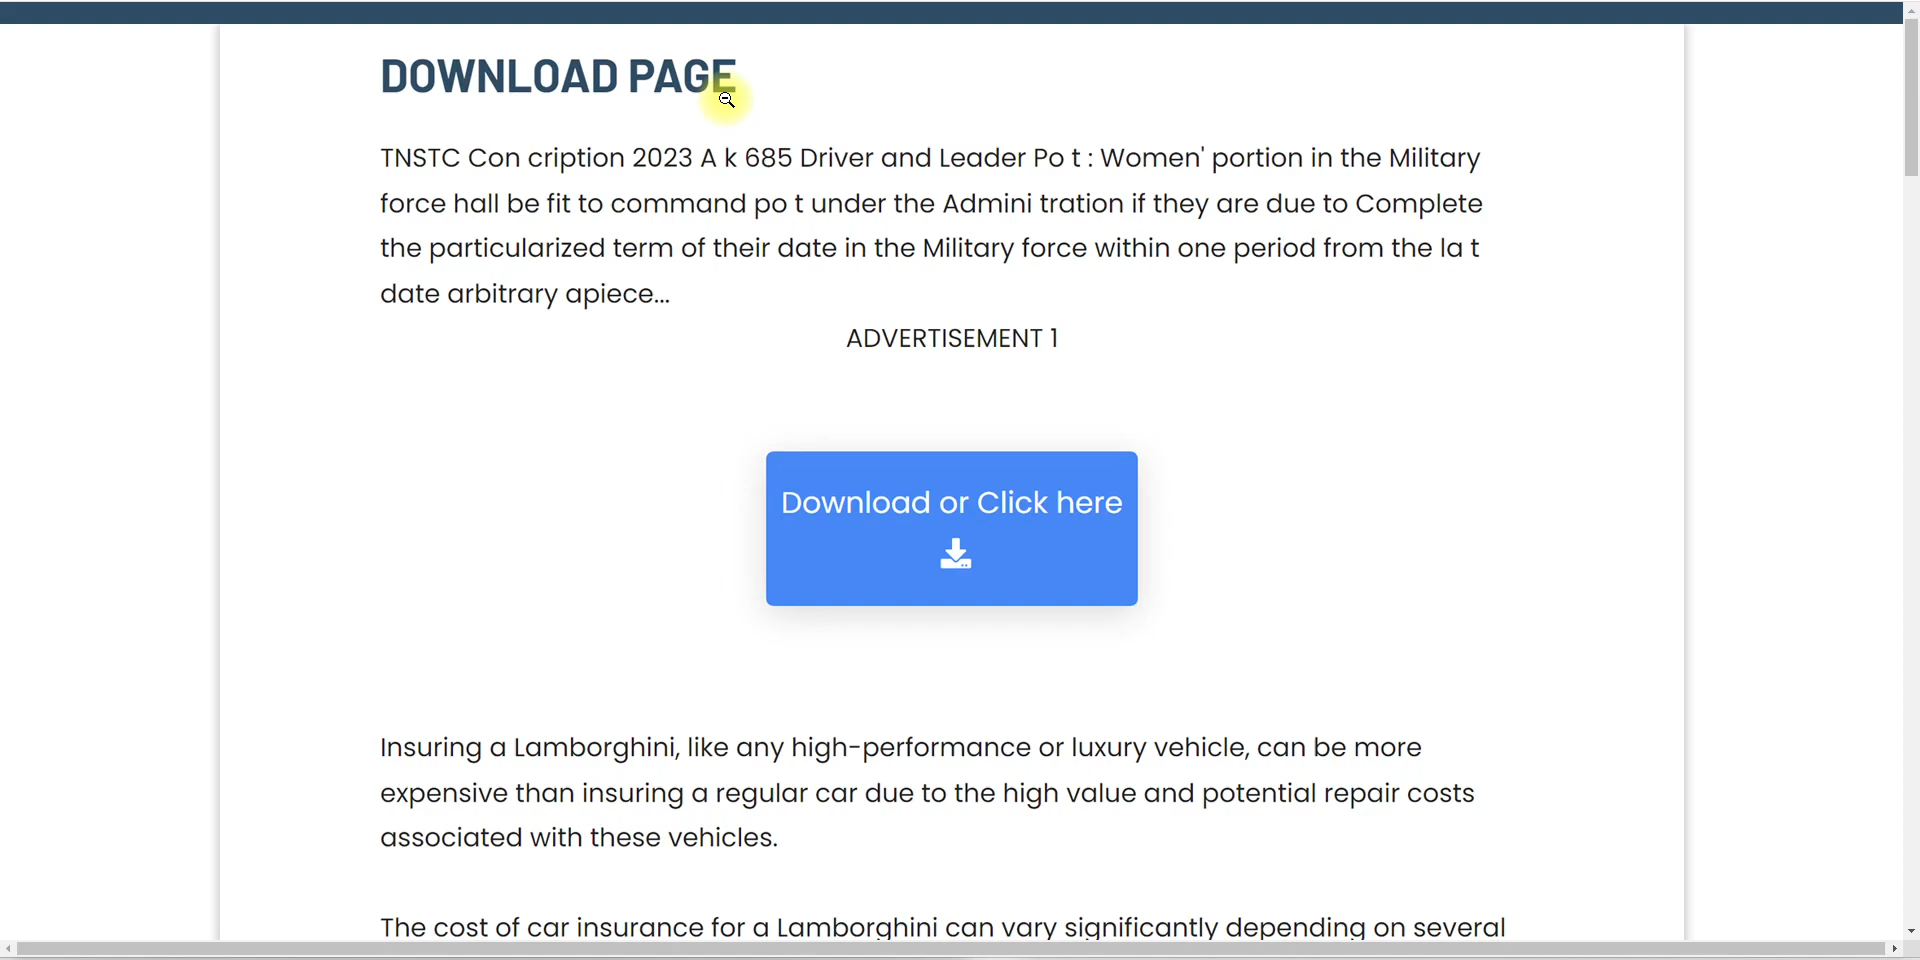 DOWNLOAD PAGE
TNSTC Con cription 2023 A k 685 Driver and Leader Po t : Women' portion in the Military
force hall be fit to command po t under the Admini tration if they are due to Complete
the particularized term of their date in the Military force within one period from the la t
date arbitrary apiece...
ADVERTISEMENT 1
Download or Click here
Insuring a Lamborghini, like any high-performance or luxury vehicle, can be more
expensive than insuring a regular car due to the high value and potential repair costs
associated with these vehicles.
The cost of car insurance for a Lamborghini can vary significantly depending on several